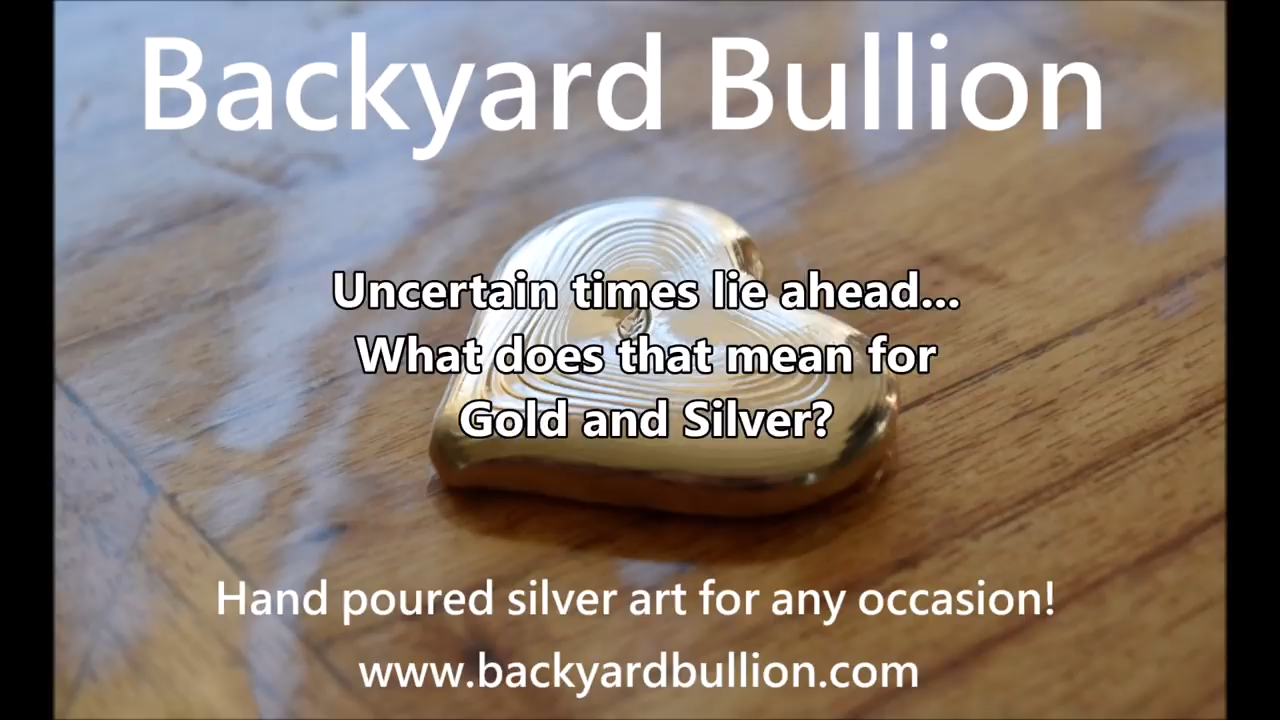 Backyard Bullion
Uncertain times lie ahead...
What does that mean for
Gold and Silver?
Hand poured silver art for any occasion!
www.backyardbullion.com